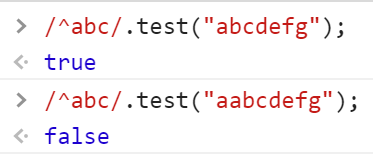 > /^abc/.test("abcdefg");
<· true
> /^abc/.test("aabcdefg");
<· false